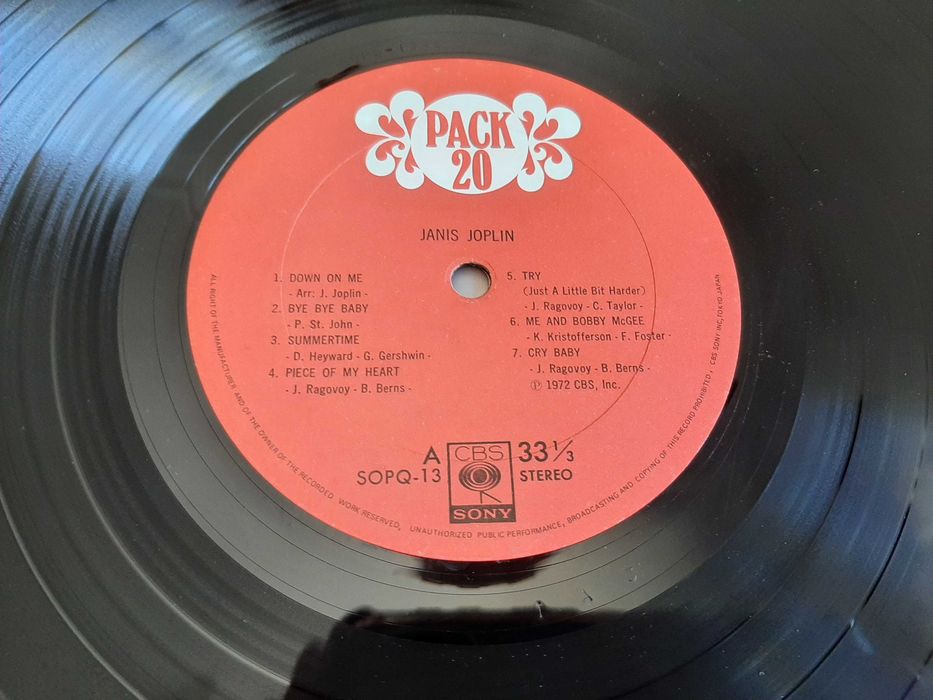 PACK
20
JANIS JOPLIN
1. DOWN ON ME
- Arr: J. Joplin -
2. BYE BYE BABY
- P. St. John -
3. SUMMERTIME
- D. Heyward - G. Gershwin -
4. PIECE OF MY HEART
- J. Ragovoy - B. Berns -
5. TRY
(Just A Little Bit Harder)
- J. Ragovoy - C. Taylor -
6. ME AND BOBBY McGEE
- K. Kristofferson - F. Foster -
7. CRY BABY
- J. Ragovoy - B. Berns -
℗ 1972 CBS, Inc.
A
SOPQ-13
CBS
SONY
33 1/3
STEREO
ALL RIGHT OF THE MANUFACTURER AND OF THE OWNER OF THE RECORDED WORK RESERVED, UNAUTHORIZED PUBLIC PERFORMANCE, BROADCASTING AND COPYING OF THIS RECORD PROHIBITED, CBS SONY INC, TOKYO JAPAN